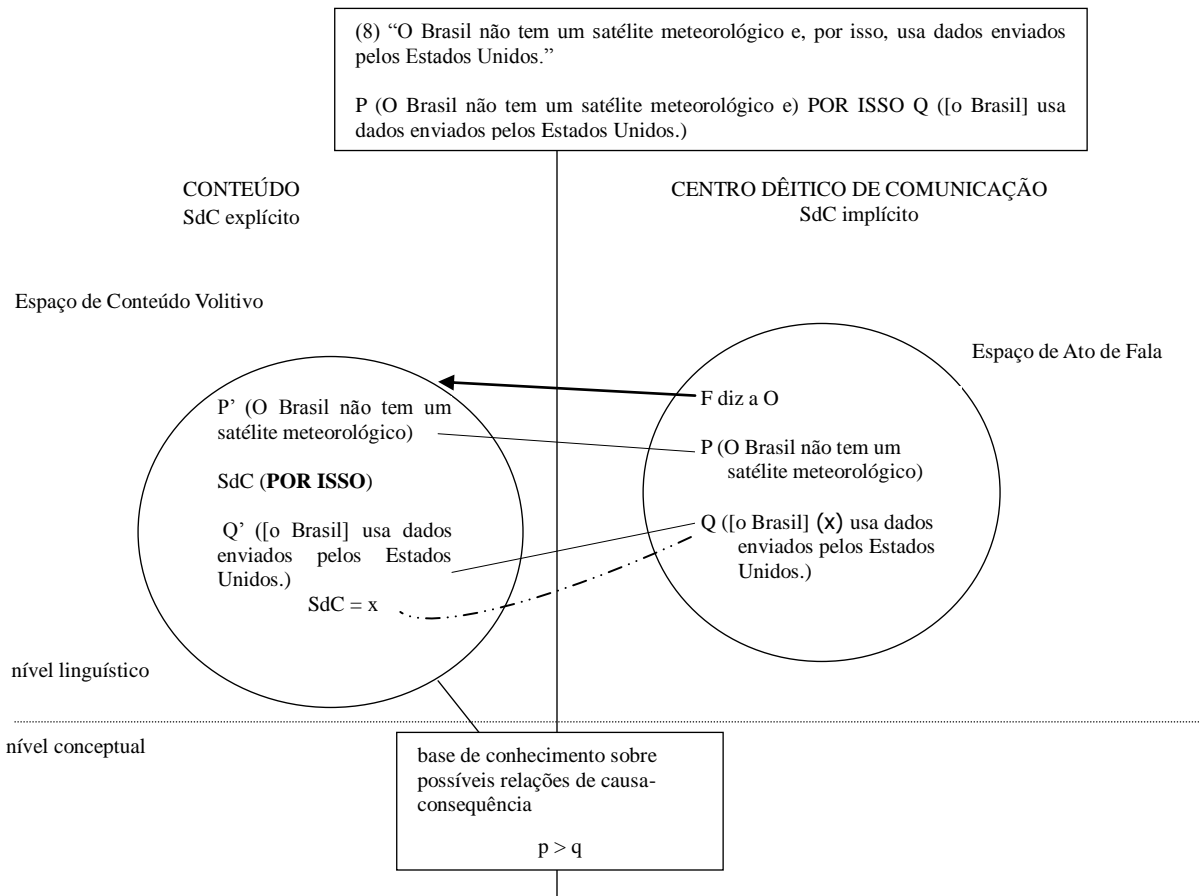 (8) “O Brasil não tem um satélite meteorológico e, por isso, usa dados enviados
pelos Estados Unidos.”
P (O Brasil não tem um satélite meteorológico e) POR ISSO Q ([o Brasil] usa
dados enviados pelos Estados Unidos.)
CONTEÚDO
SdC explícito
CENTRO DÊITICO DE COMUNICAÇÃO
SdC implícito
Espaço de Conteúdo Volitivo
Espaço de Ato de Fala
P’ (O Brasil não tem um
satélite meteorológico)
SdC (POR ISSO)
Q’ ([o Brasil] usa dados
enviados pelos Estados
Unidos.)
SdC = x
F diz a O
P (O Brasil não tem um
satélite meteorológico)
Q ([o Brasil] (x) usa dados
enviados pelos Estados
Unidos.)
nível linguístico
nível conceptual
base de conhecimento sobre
possíveis relações de causa-
consequência
p > q